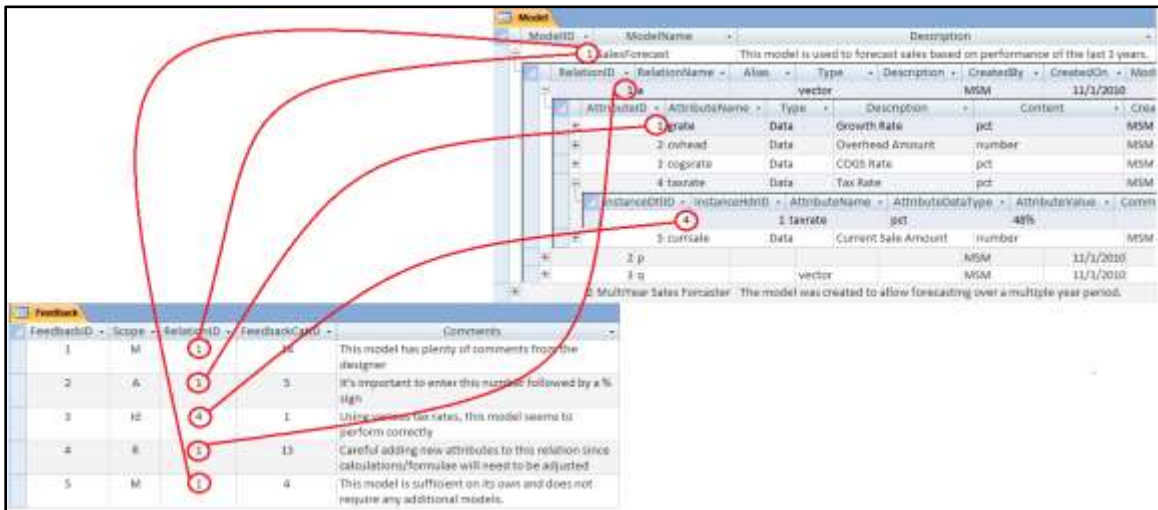 Model
ModelID ModelName Description
1 SalesForecast This model is used to forecast sales based on performance of the last 3 years.
RelationID RelationName Alias Type Description CreatedBy CreatedOn Modi
1 a vector MSM 11/1/2010
AttributeID AttributeName Type Description Content Crea
1 grate Data Growth Rate pct MSM
2 ovhead Data Overhead Amount number MSM
3 cogsrate Data COGS Rate pct MSM
4 taxrate Data Tax Rate pct MSM
InstanceDtlID InstanceHdrID AttributeName AttributeDataType AttributeValue Comm
4 1 taxrate pct 48%
5 currsale Data Current Sale Amount number MSM
2 p MSM 11/1/2010
3 q vector MSM 11/1/2010
2 MultiYear Sales Forcaster The model was created to allow forecasting over a multiple year period.
Feedback
FeedbackID Scope RelationID FeedbackCatID Comments
1 M 1 This model has plenty of comments from the
designer
2 A 1 5 It's important to enter this number followed by a %
sign
3 Id 4 1 Using various tax rates, this model seems to
perform correctly
4 R 1 13 Careful adding new attributes to this relation since
calculations/formulae will need to be adjusted
5 M 1 4 This model is sufficient on its own and does not
require any additional models.